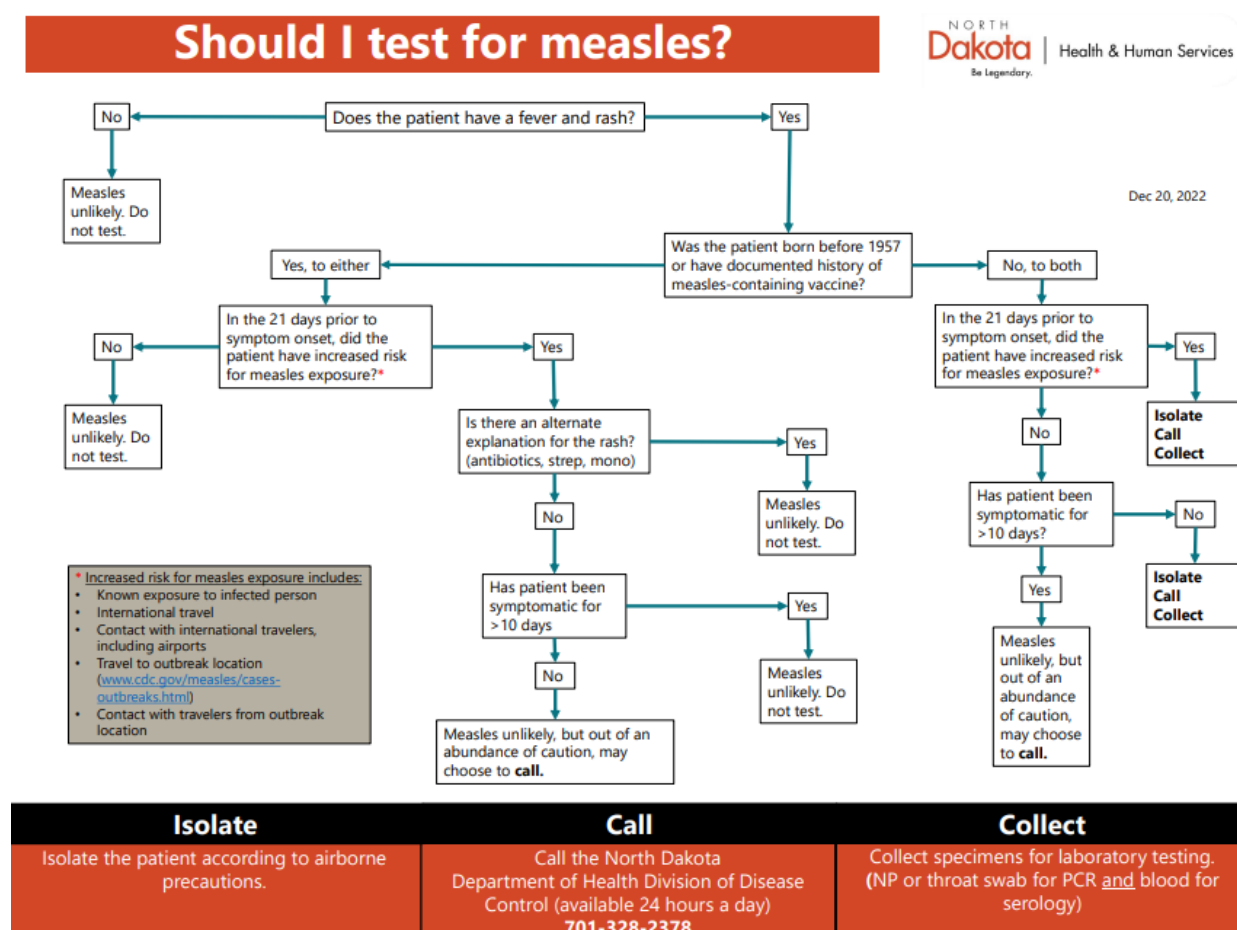 Should I test for measles?
NORTH
Dakota
Be Legendary.
Health & Human Services
No
Does the patient have a fever and rash?
Yes
Measles
unlikely. Do
not test.
Dec 20, 2022
Was the patient born before 1957
or have documented history of
measles-containing vaccine?
Yes, to either
No, to both
In the 21 days prior to
symptom onset, did the
patient have increased risk
for measles exposure?*
No
Yes
Measles
unlikely. Do
not test.
Is there an alternate
explanation for the rash?
(antibiotics, strep, mono)
Yes
Measles
unlikely. Do
not test.
No
Has patient been
symptomatic for
>10 days
Yes
Measles
unlikely. Do
not test.
No
Measles unlikely, but out of an
abundance of caution, may
choose to call.
In the 21 days prior to
symptom onset, did the
patient have increased risk
for measles exposure?*
Yes
Isolate
Call
Collect
No
Has patient been
symptomatic for
>10 days?
No
Isolate
Call
Collect
Yes
Measles
unlikely, but
out of an
abundance
of caution,
may choose
to call.
* Increased risk for measles exposure includes:
• Known exposure to infected person
• International travel
• Contact with international travelers,
including airports
• Travel to outbreak location
(www.cdc.gov/measles/cases-
outbreaks.html)
• Contact with travelers from outbreak
location
Isolate
Isolate the patient according to airborne
precautions.
Call
Call the North Dakota
Department of Health Division of Disease
Control (available 24 hours a day)
701-328-2378
Collect
Collect specimens for laboratory testing.
(NP or throat swab for PCR and blood for
serology)